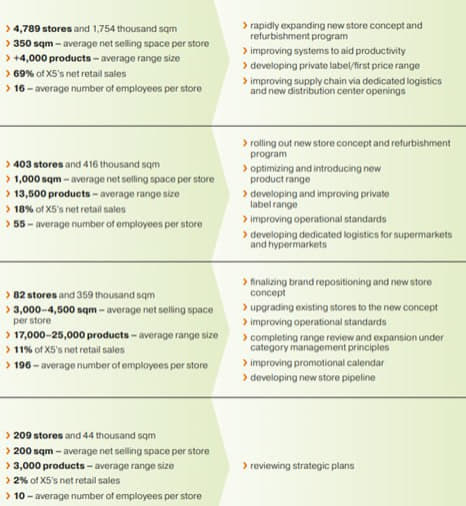 › 4,789 stores and 1,754 thousand sqm
› 350 sqm – average net selling space per store
› +4,000 products – average range size
› 69% of X5's net retail sales
› 16 – average number of employees per store
› rapidly expanding new store concept and
refurbishment program
› improving systems to aid productivity
› developing private label/first price range
› improving supply chain via dedicated logistics
and new distribution center openings
› 403 stores and 416 thousand sqm
› 1,000 sqm – average net selling space per store
› 13,500 products – average range size
› 18% of X5's net retail sales
› 55 – average number of employees per store
› rolling out new store concept and refurbishment
program
› optimizing and introducing new
product range
› developing and improving private
label range
› improving operational standards
› developing dedicated logistics for supermarkets
and hypermarkets
› 82 stores and 359 thousand sqm
› 3,000–4,500 sqm – average net selling space
per store
› 17,000–25,000 products – average range size
› 11% of X5's net retail sales
› 196 – average number of employees per store
› finalizing brand repositioning and new store
concept
› upgrading existing stores to the new concept
› improving operational standards
› completing range review and expansion under
category management principles
› improving promotional calendar
› developing new store pipeline
› 209 stores and 44 thousand sqm
› 200 sqm – average net selling space per store
› 3,000 products – average range size
› 2% of X5's net retail sales
› 10 – average number of employees per store
› reviewing strategic plans